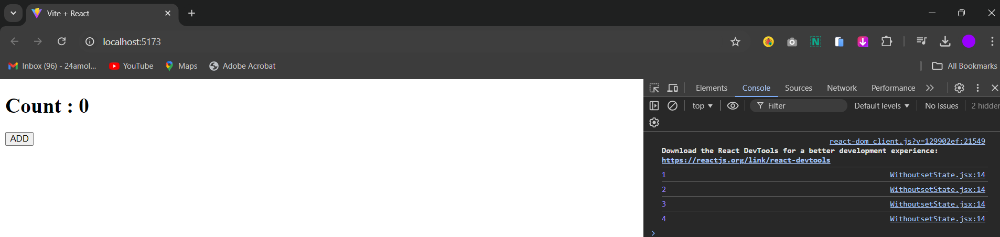 Vite + React
localhost:5173
Inbox (96) - 24amol... YouTube Maps Adobe Acrobat All Bookmarks
Count : 0
ADD
Elements Console Sources Network Performance
top Filter Default levels No Issues 2 hidden
react-dom_client.js?v=129902ef:21549
Download the React DevTools for a better development experience:
https://reactjs.org/link/react-devtools
1 WithoutsetState.jsx:14
2 WithoutsetState.jsx:14
3 WithoutsetState.jsx:14
4 WithoutsetState.jsx:14